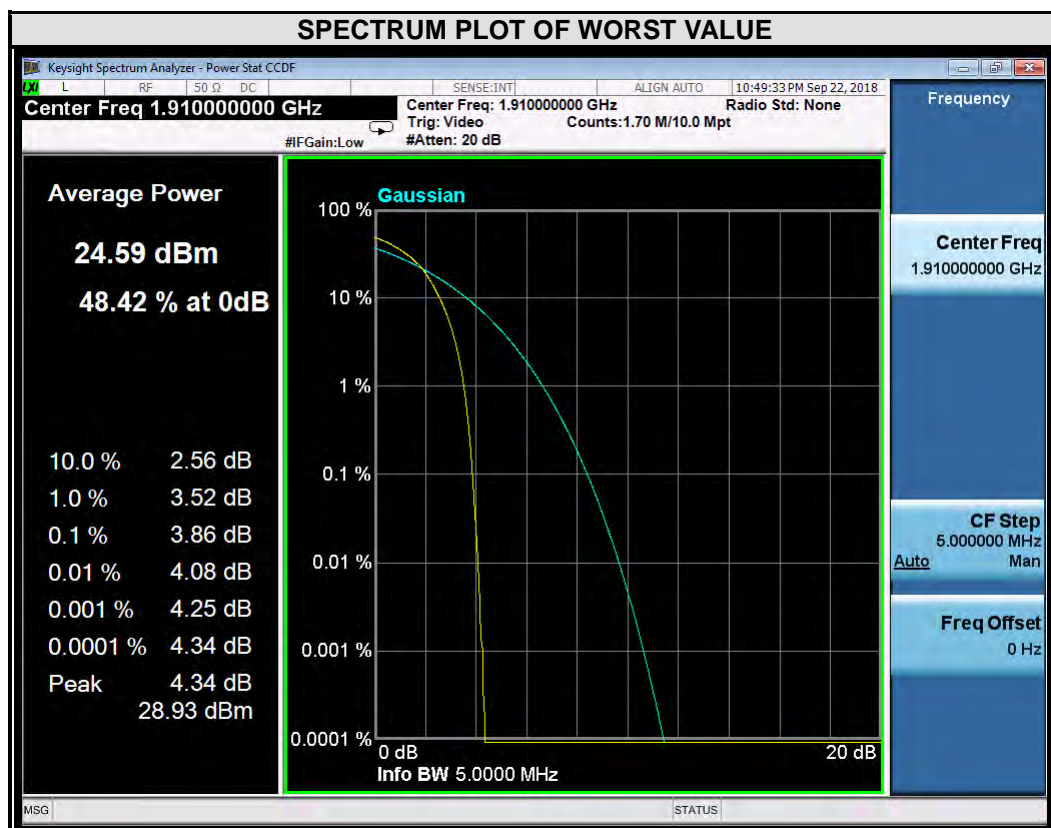 SPECTRUM PLOT OF WORST VALUE
Keysight Spectrum Analyzer - Power Stat CCDF
LXI L RF 50 Ω DC SENSE:INT ALIGN AUTO 10:49:33 PM Sep 22, 2018
Center Freq 1.910000000 GHz
Center Freq: 1.910000000 GHz Radio Std: None
Trig: Video Counts:1.70 M/10.0 Mpt
#IFGain:Low #Atten: 20 dB
Average Power
24.59 dBm
48.42 % at 0dB
10.0 % 2.56 dB
1.0 % 3.52 dB
0.1 % 3.86 dB
0.01 % 4.08 dB
0.001 % 4.25 dB
0.0001 % 4.34 dB
Peak 4.34 dB
28.93 dBm
Gaussian
100 %
10 %
1 %
0.1 %
0.01 %
0.001 %
0.0001 %
0 dB 20 dB
Info BW 5.0000 MHz
Frequency
Center Freq
1.910000000 GHz
CF Step
5.000000 MHz
Auto Man
Freq Offset
0 Hz
MSG STATUS